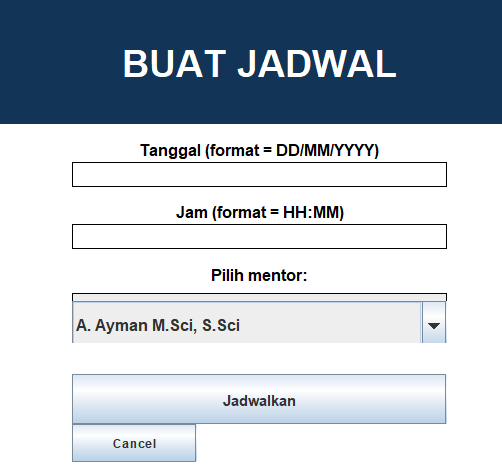 BUAT JADWAL
Tanggal (format = DD/MM/YYYY)
Jam (format = HH:MM)
Pilih mentor:
A. Ayman M.Sci, S.Sci
Jadwalkan
Cancel